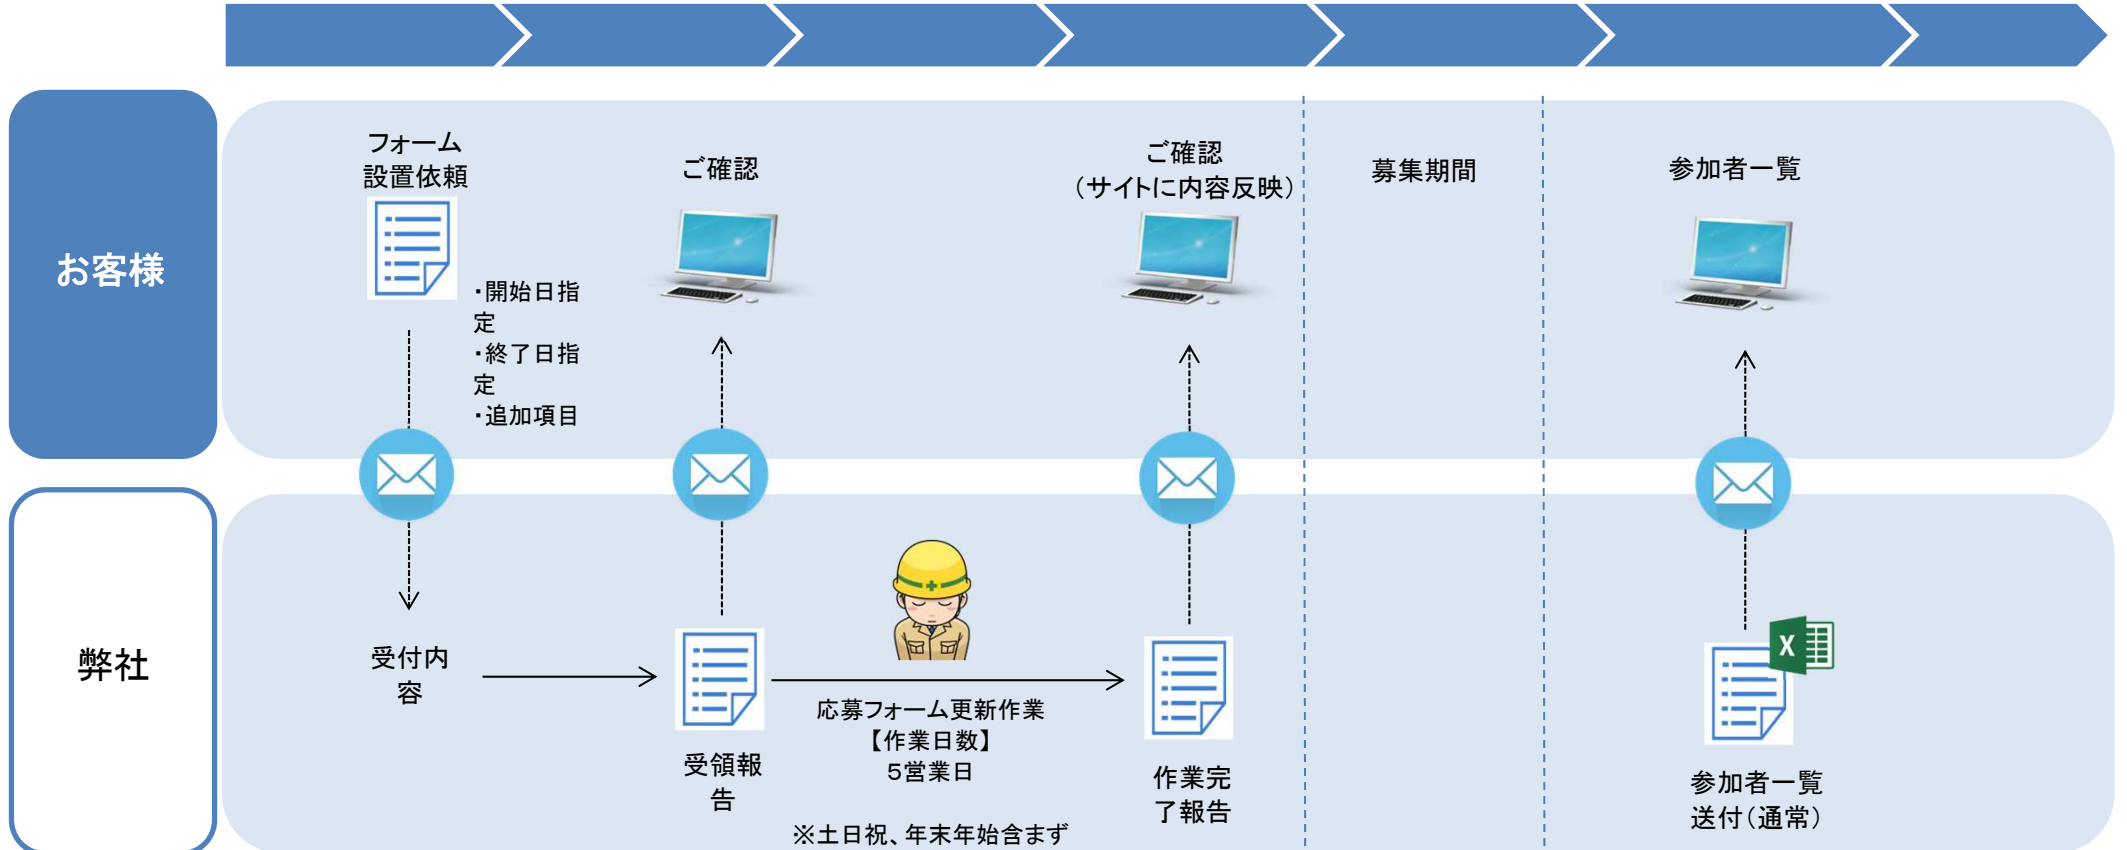 お客様
フォーム
設置依頼
・開始日指
定
・終了日指
定
・追加項目
ご確認
ご確認
（サイトに内容反映）
募集期間
参加者一覧
弊社
受付内
容
受領報
告
応募フォーム更新作業
【作業日数】
５営業日
※土日祝、年末年始含まず
作業完
了報告
X
参加者一覧
送付（通常）